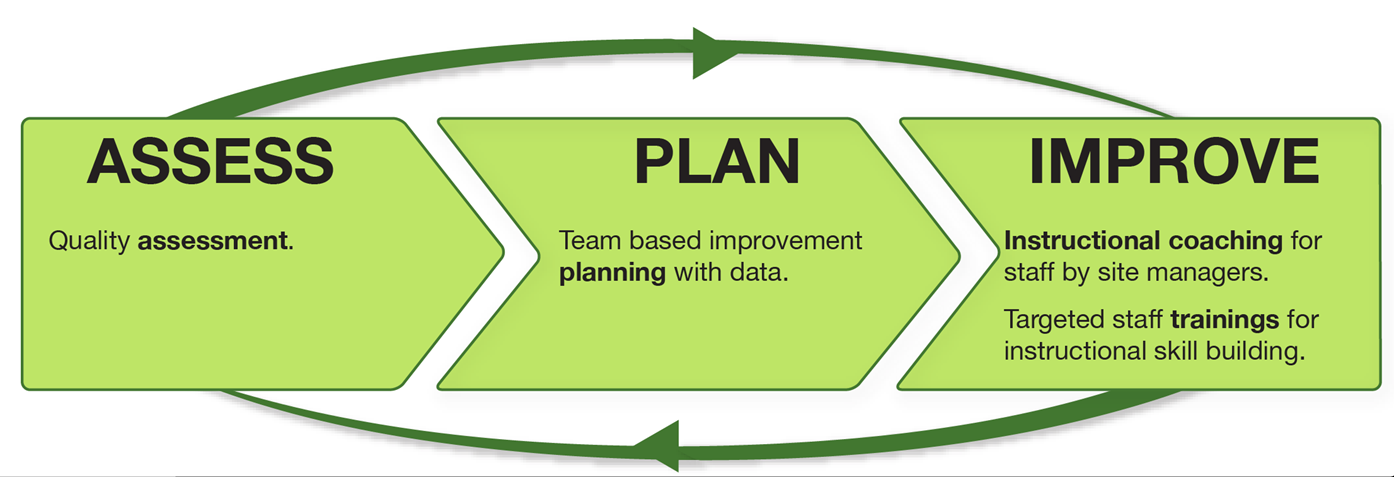 ASSESS
Quality assessment.
PLAN
Team based improvement
planning with data.
IMPROVE
Instructional coaching for
staff by site managers.
Targeted staff trainings for
instructional skill building.